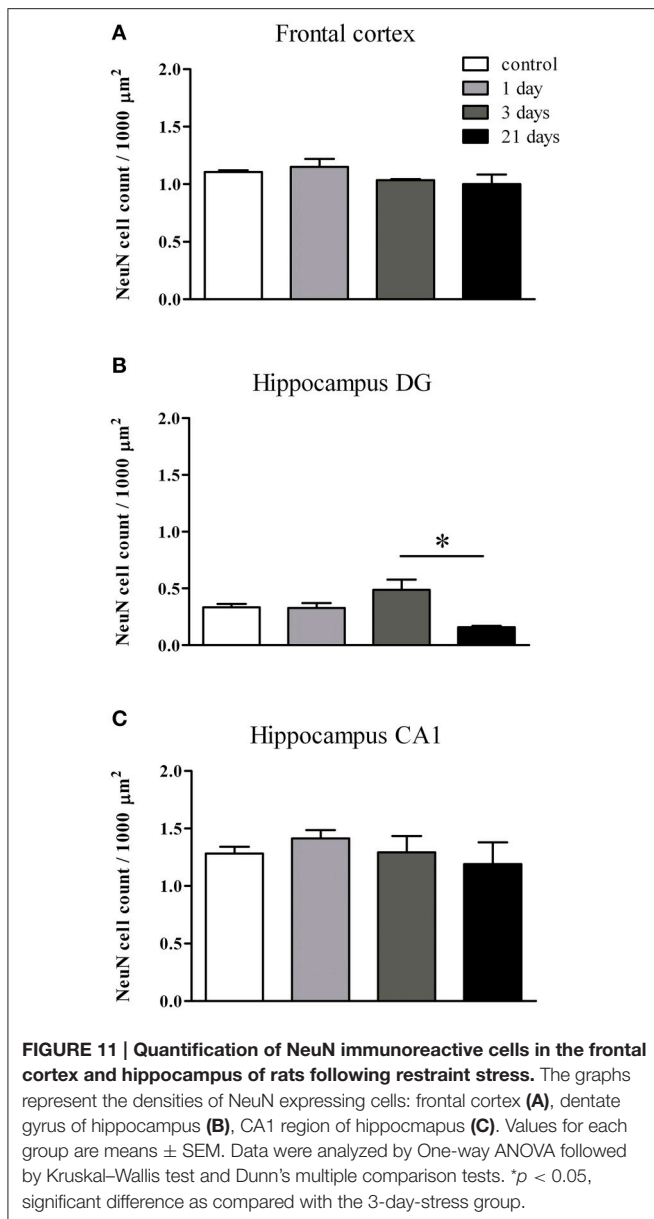 A
Frontal cortex
control
1 day
3 days
21 days
NeuN cell count / 1000 µm²
2.0
1.5
1.0
0.5
0.0
B
Hippocampus DG
NeuN cell count / 1000 µm²
2.0
1.5
1.0
0.5
0.0
*
C
Hippocampus CA1
NeuN cell count / 1000 µm²
2.0
1.5
1.0
0.5
0.0
FIGURE 11 | Quantification of NeuN immunoreactive cells in the frontal
cortex and hippocampus of rats following restraint stress. The graphs
represent the densities of NeuN expressing cells: frontal cortex (A), dentate
gyrus of hippocampus (B), CA1 region of hippocmapus (C). Values for each
group are means ± SEM. Data were analyzed by One-way ANOVA followed
by Kruskal–Wallis test and Dunn's multiple comparison tests. *p < 0.05,
significant difference as compared with the 3-day-stress group.